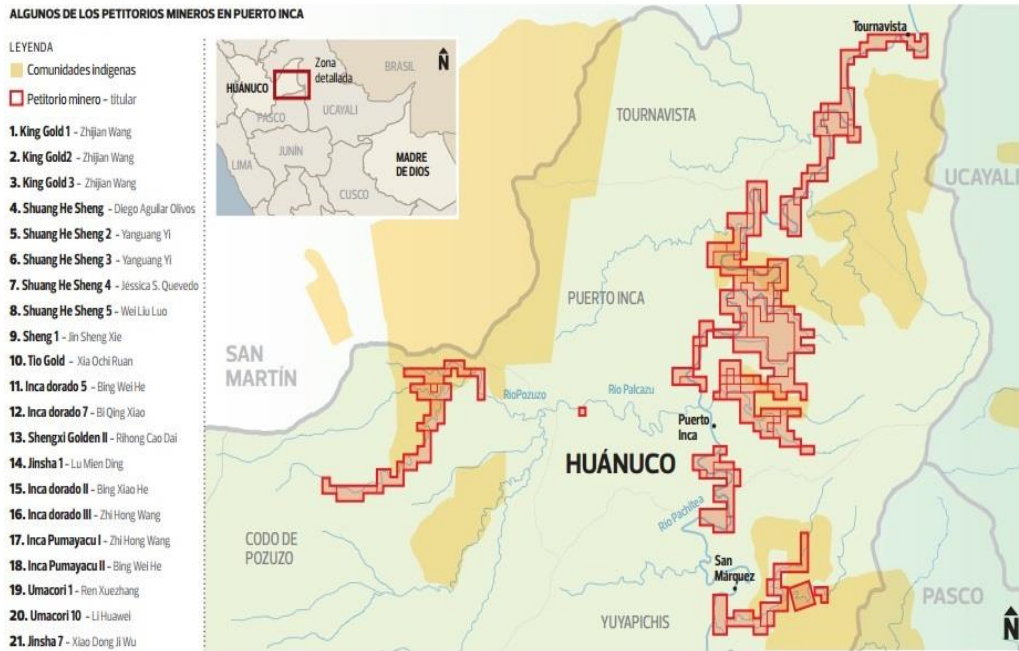 ALGUNOS DE LOS PETITORIOS MINEROS EN PUERTO INCA
LEYENDA
Comunidades indígenas
Petitorio minero - titular
1. King Gold 1 - Zhijian Wang
2. King Gold2 - Zhijian Wang
3. King Gold 3 - Zhijian Wang
4. Shuang He Sheng - Diego Aguilar Olivos
5. Shuang He Sheng 2 - Yanguang Yi
6. Shuang He Sheng 3 - Yanguang Yi
7. Shuang He Sheng 4 - Jéssica S. Quevedo
8. Shuang He Sheng 5 - Wei Liu Luo
9. Sheng 1 - Jin Sheng Xie
10. Tio Gold - Xia Ochi Ruan
11. Inca dorado 5 - Bing Wei He
12. Inca dorado 7 - Bi Qing Xiao
13. Shengxi Golden II - Rihong Cao Dai
14. Jinsha 1 - Lu Mien Ding
15. Inca dorado II - Bing Xiao He
16. Inca dorado III - Zhi Hong Wang
17. Inca Pumayacu I - Zhi Hong Wang
18. Inca Pumayacu II - Bing Wei He
19. Umacori 1 - Ren Xuezhang
20. Umacori 10 - Li Huawei
21. Jinsha 7 - Xiao Dong Ji Wu
Zona
detallada
BRASIL
N
HUÁNUCO
PASCO
UCAYALI
JUNÍN
LIMA
MADRE
DE DIOS
CUSCO
Tournavista
TOURNAVISTA
UCAYALI
PUERTO INCA
SAN
MARTÍN
Río Pozuzo
Río Palcazu
Puerto
Inca
HUÁNUCO
Río Pachitea
CODO DE
POZUZO
San
Márquez
YUYAPICHIS
PASCO
N